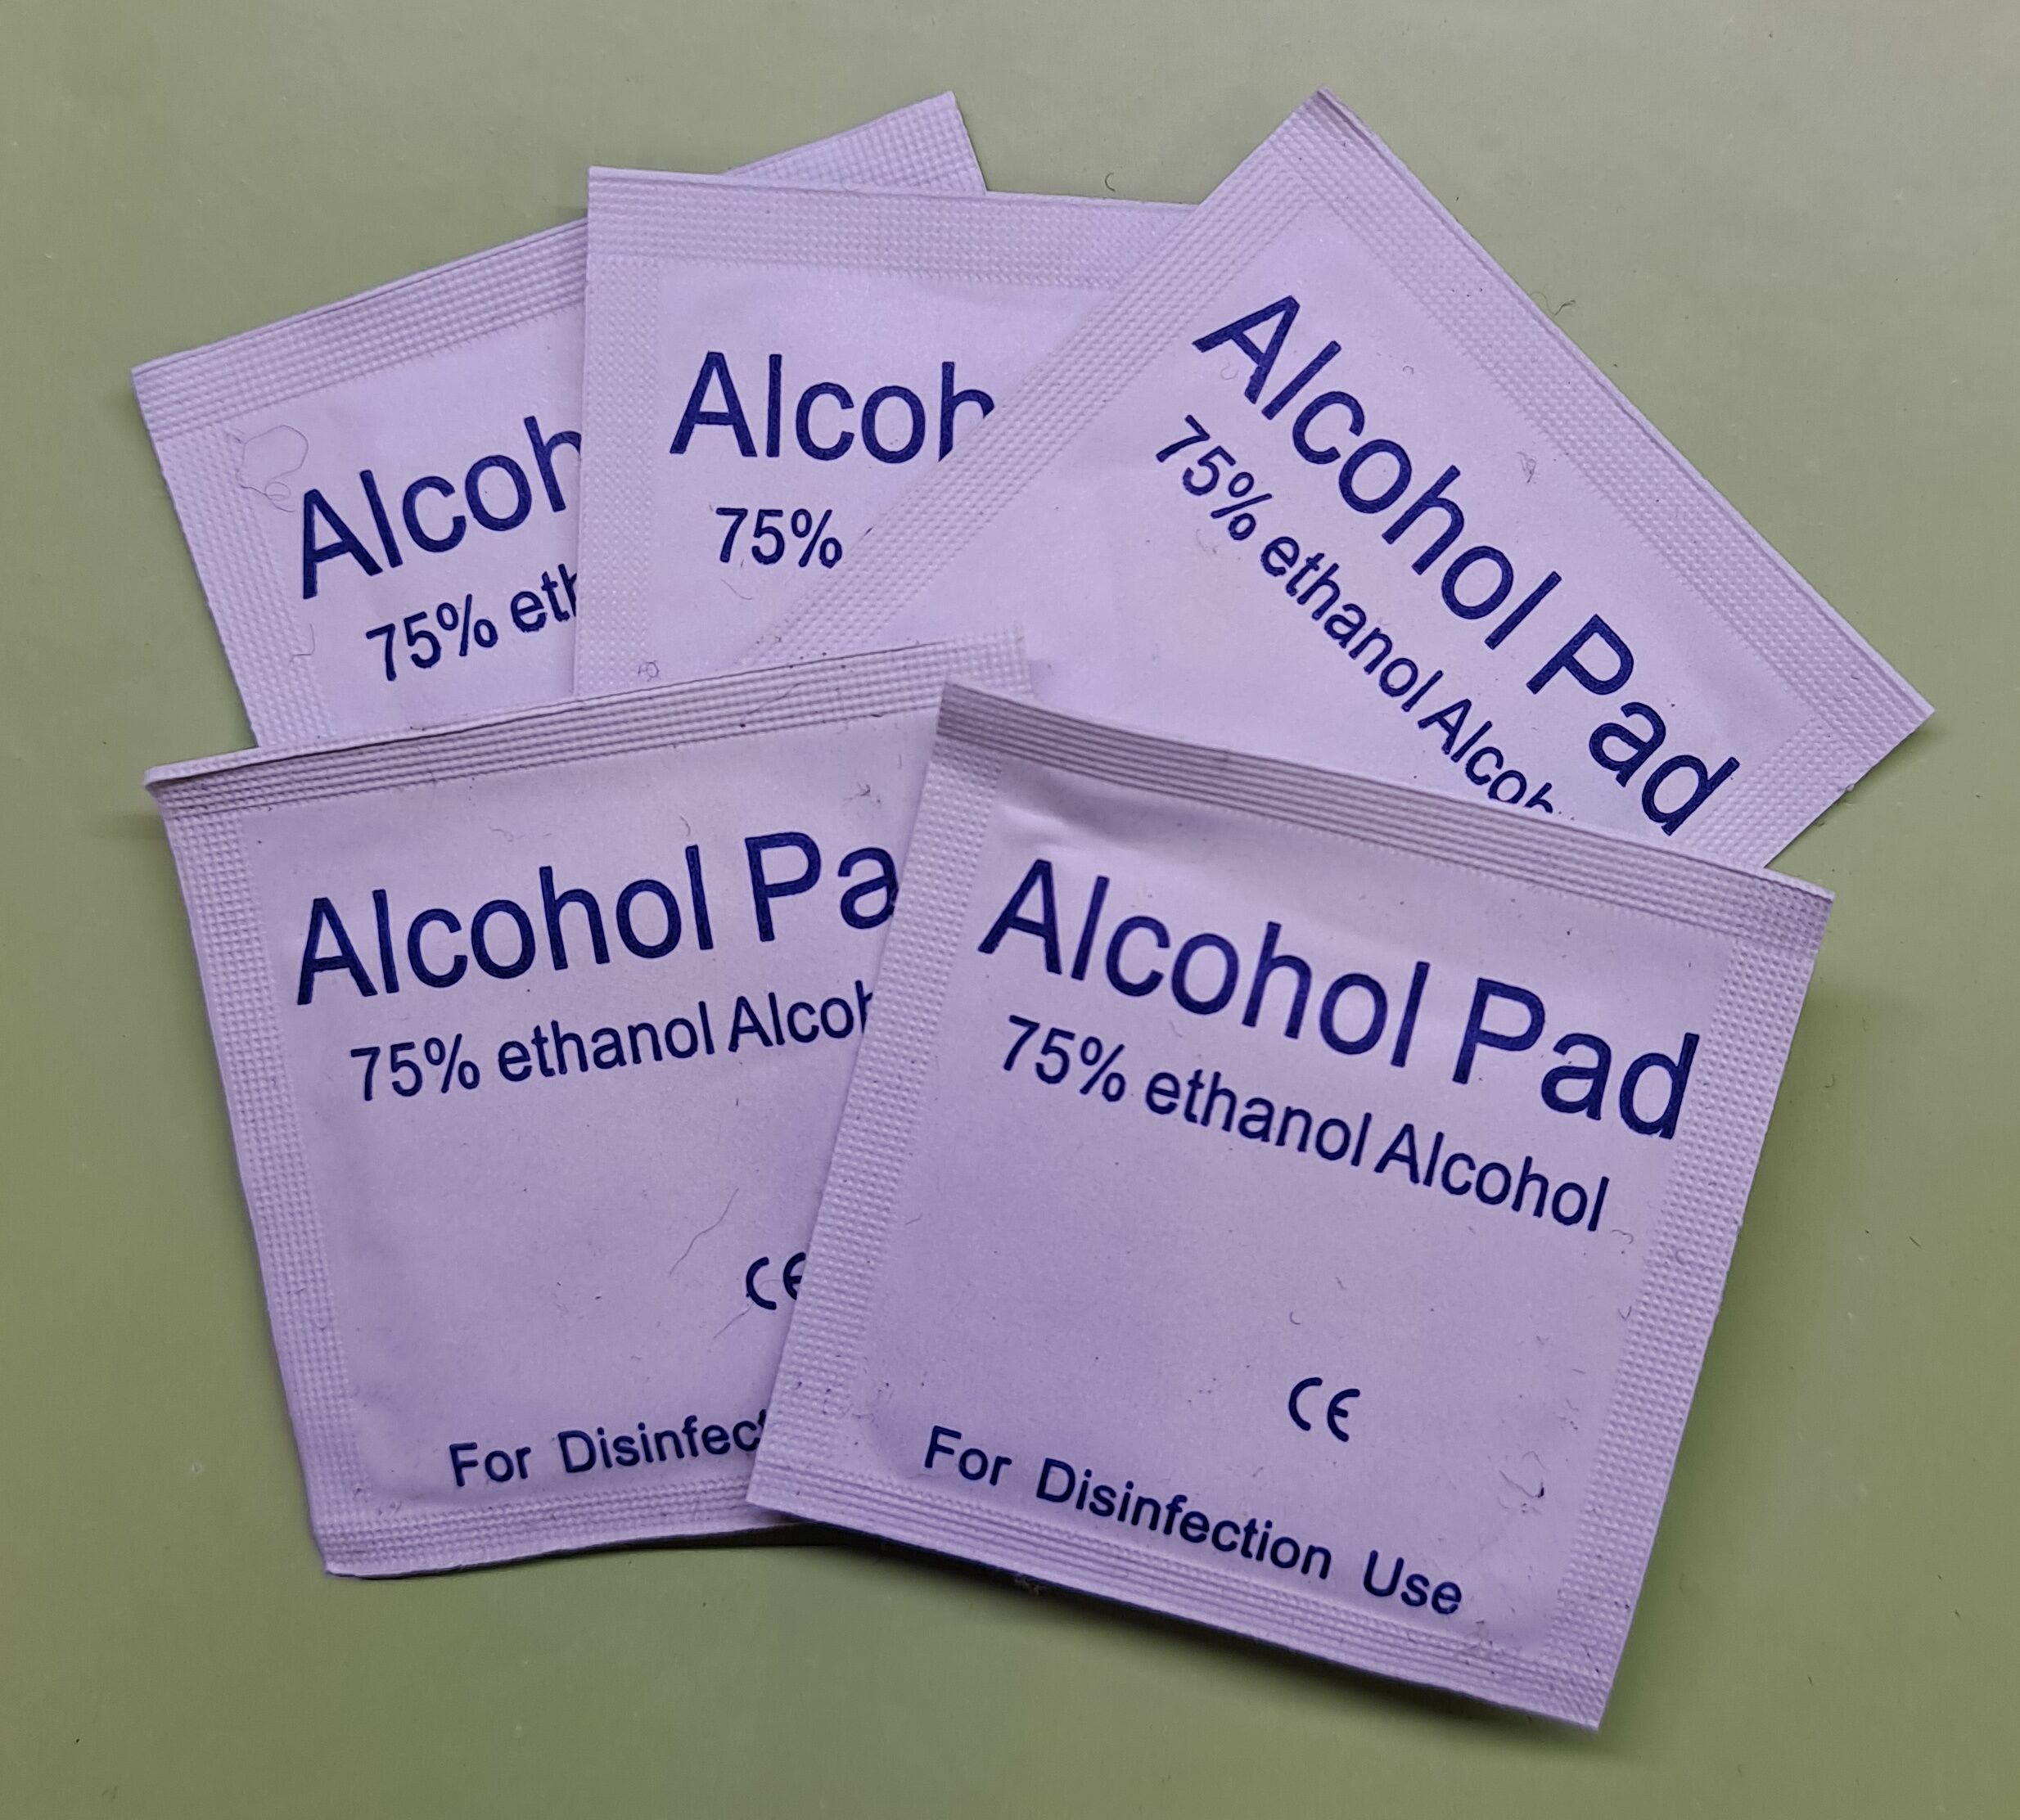 Alcoh
75% eth
Alcoh
75%
Alcohol Pad
75% ethanol Alcoh
Alcohol Pa
75% ethanol Alcoh
CE
For Disinfec
Alcohol Pad
75% ethanol Alcohol
CE
For Disinfection Use